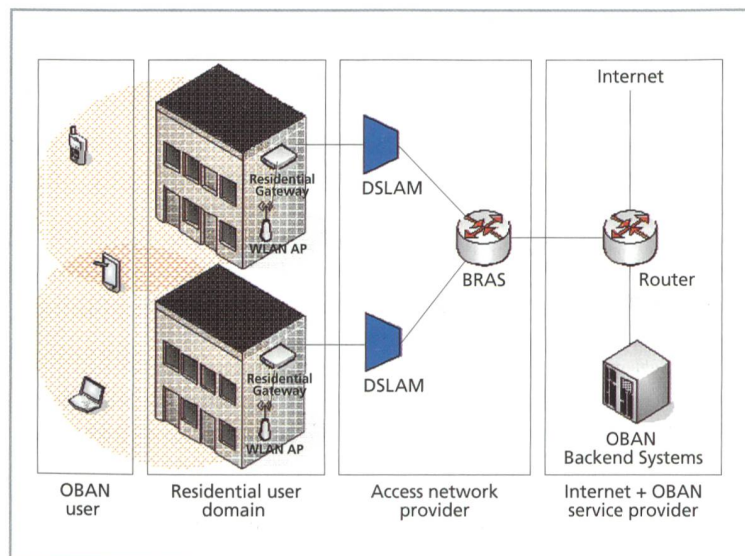 Internet
Residential
Gateway
WLAN AP
DSLAM
BRAS
Router
Residential
Gateway
WLAN AP
DSLAM
OBAN
Backend Systems
OBAN
user
Residential user
domain
Access network
provider
Internet + OBAN
service provider